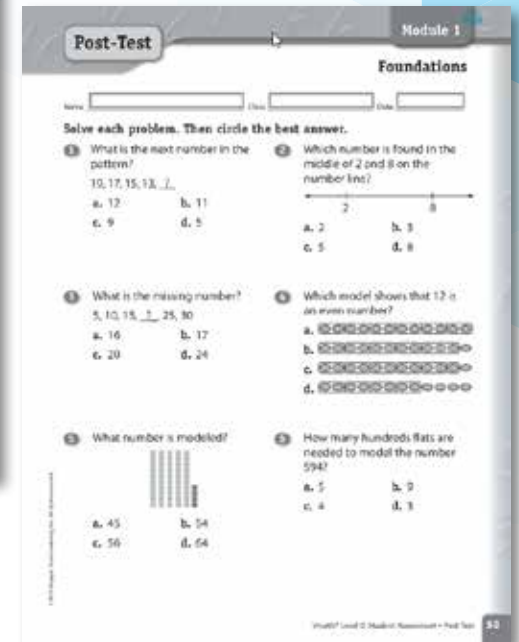 Module 1
Post-Test
Foundations
Name Class Date
Solve each problem. Then circle the best answer.
1 What is the next number in the pattern?
19, 17, 15, 13, ?
a. 12 b. 11
c. 9 d. 5
2 Which number is found in the middle of 2 and 8 on the number line?
2 8
a. 2 b. 3
c. 5 d. 8
3 What is the missing number?
5, 10, 15, ?, 25, 30
a. 16 b. 17
c. 20 d. 24
4 Which model shows that 12 is an even number?
a.
b.
c.
d.
5 What number is modeled?
a. 45 b. 54
c. 56 d. 64
How many hundreds flats are needed to model the number 594?
a. 5 b. 9
c. 4 d. 3
Level D Student Assessment • Post-Test